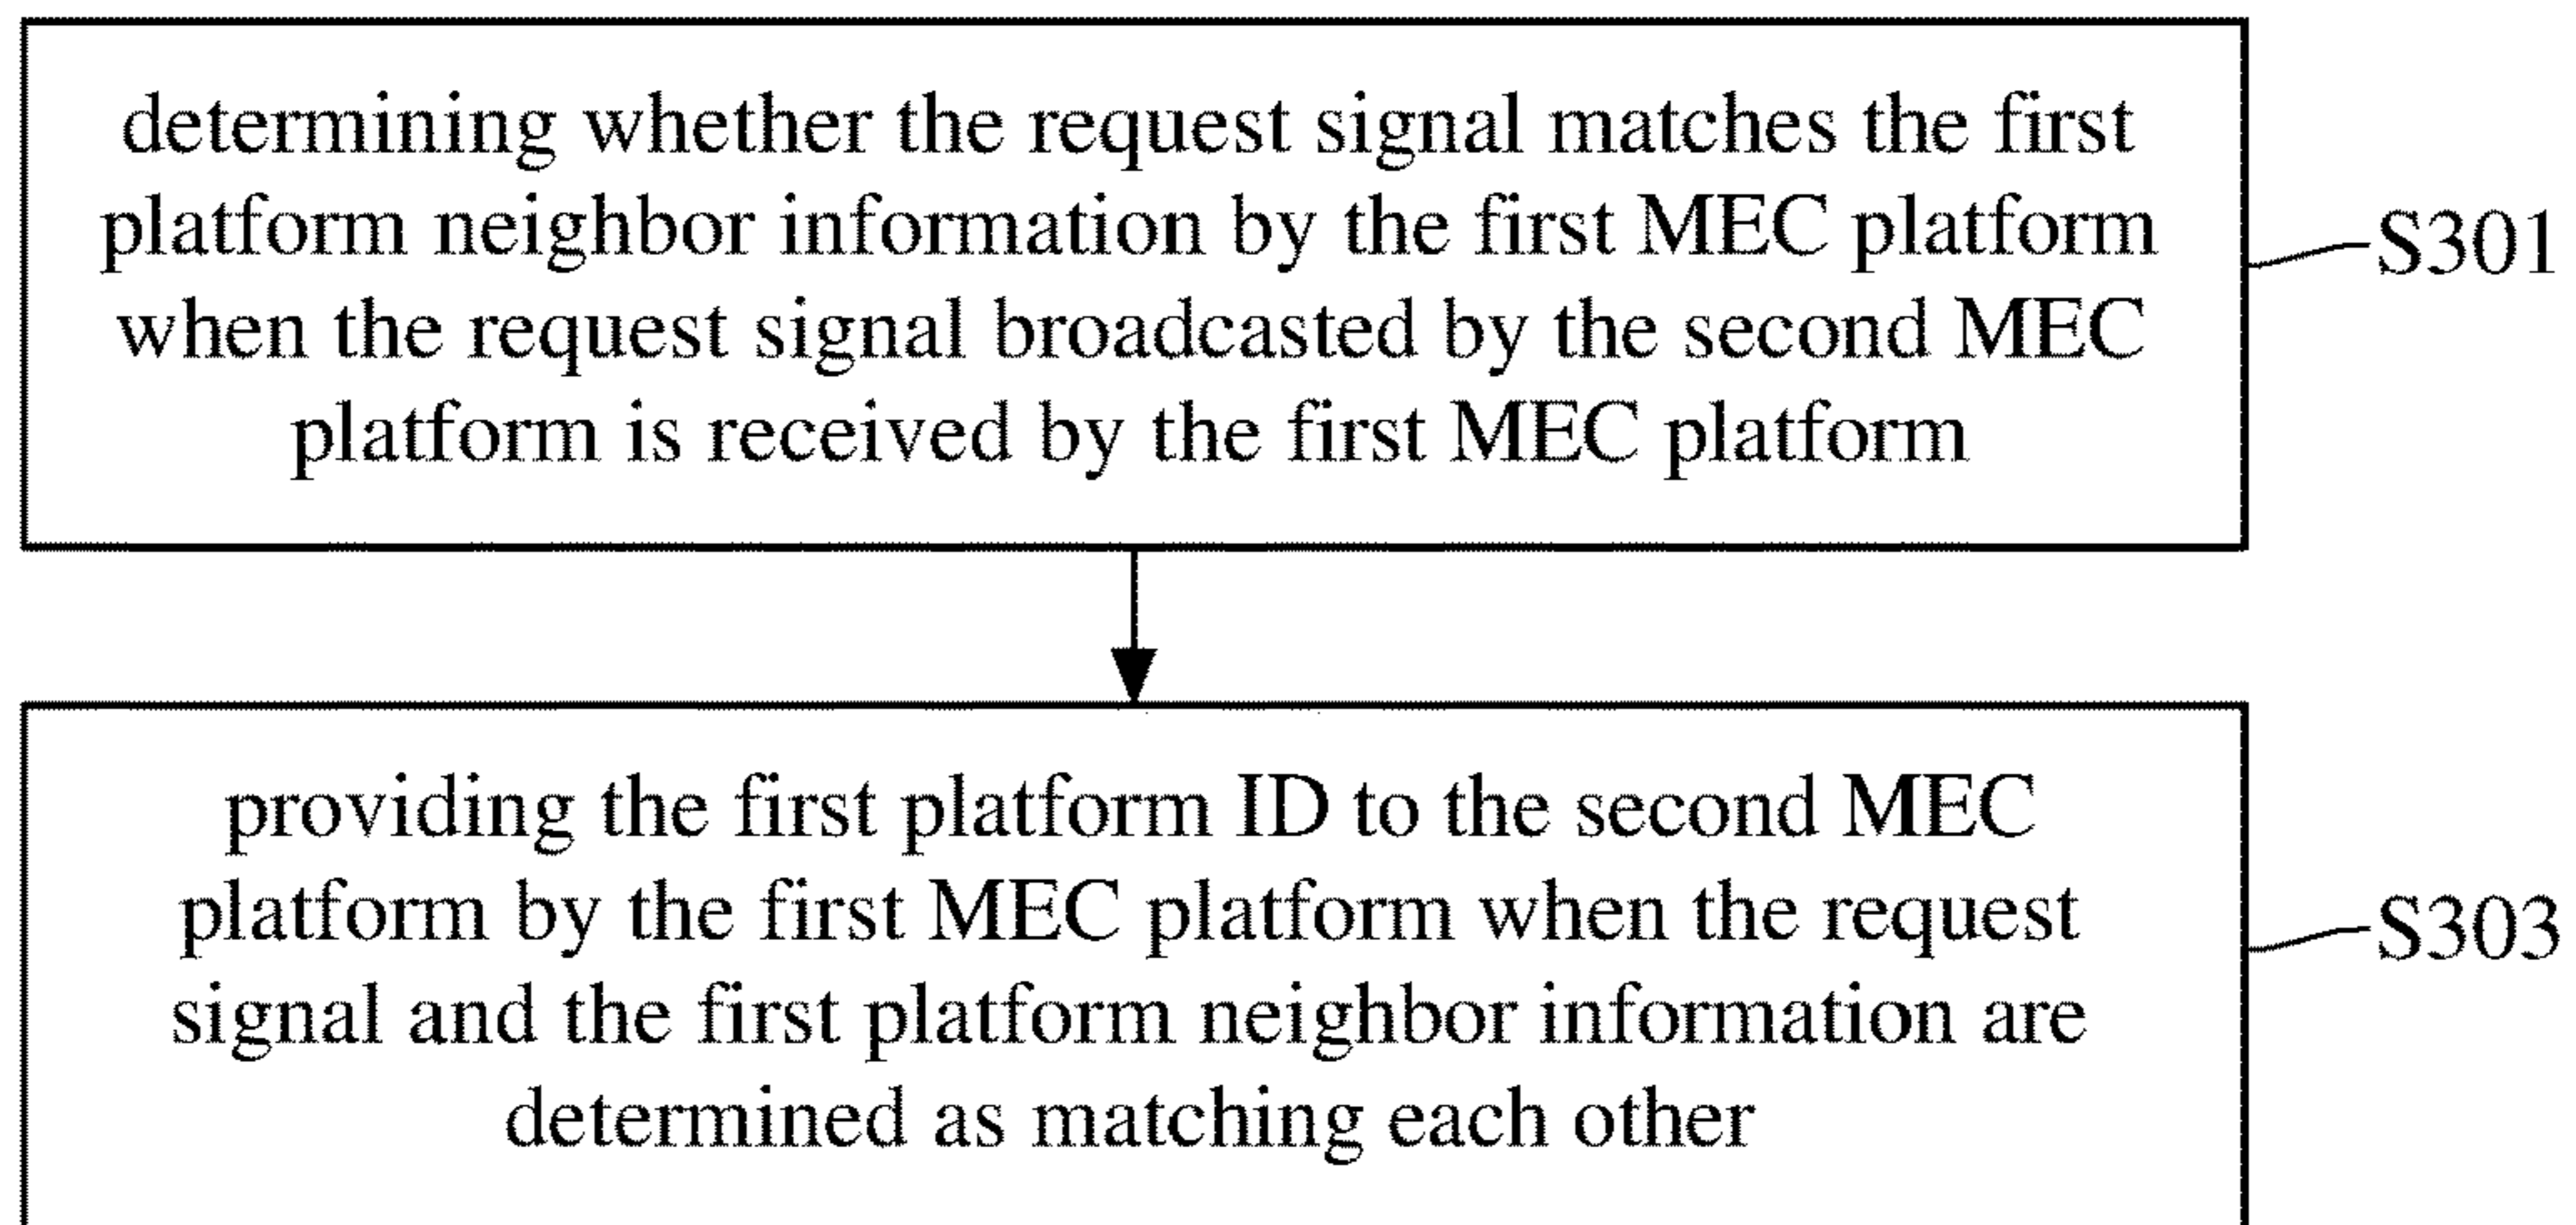 determining whether the request signal matches the first
platform neighbor information by the first MEC platform
when the request signal broadcasted by the second MEC
platform is received by the first MEC platform
S301
providing the first platform ID to the second MEC
platform by the first MEC platform when the request
signal and the first platform neighbor information are
determined as matching each other
S303